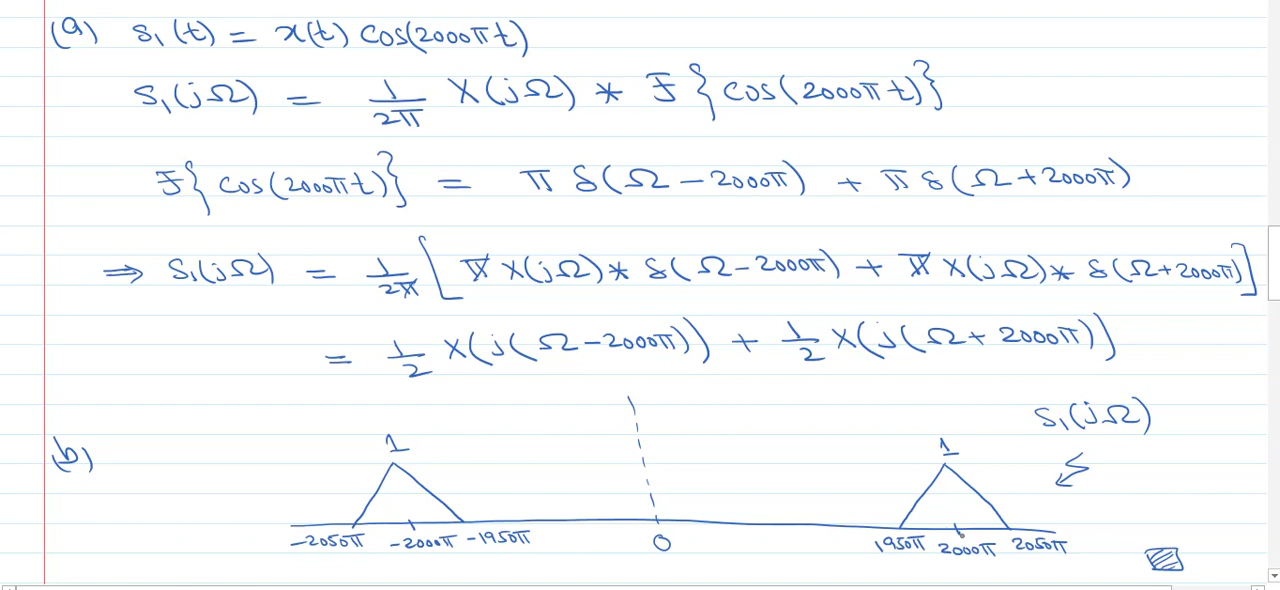 (a) s₁(t) = x(t) cos(2000πt)
S₁(jΩ) = 1/2π X(jΩ) * F{cos(2000πt)}
F{cos(2000πt)} = π δ(Ω-2000π) + π δ(Ω+2000π)
⇒ S₁(jΩ) = 1/2π [π X(jΩ)* δ(Ω-2000π) + π X(jΩ)* δ(Ω+2000π)]
= 1/2 X(j(Ω-2000π)) + 1/2 X(j(Ω+2000π))
S₁(jΩ)
(b) 1 1
-2050π -2000π -1950π 0 1950π 2000π 2050π